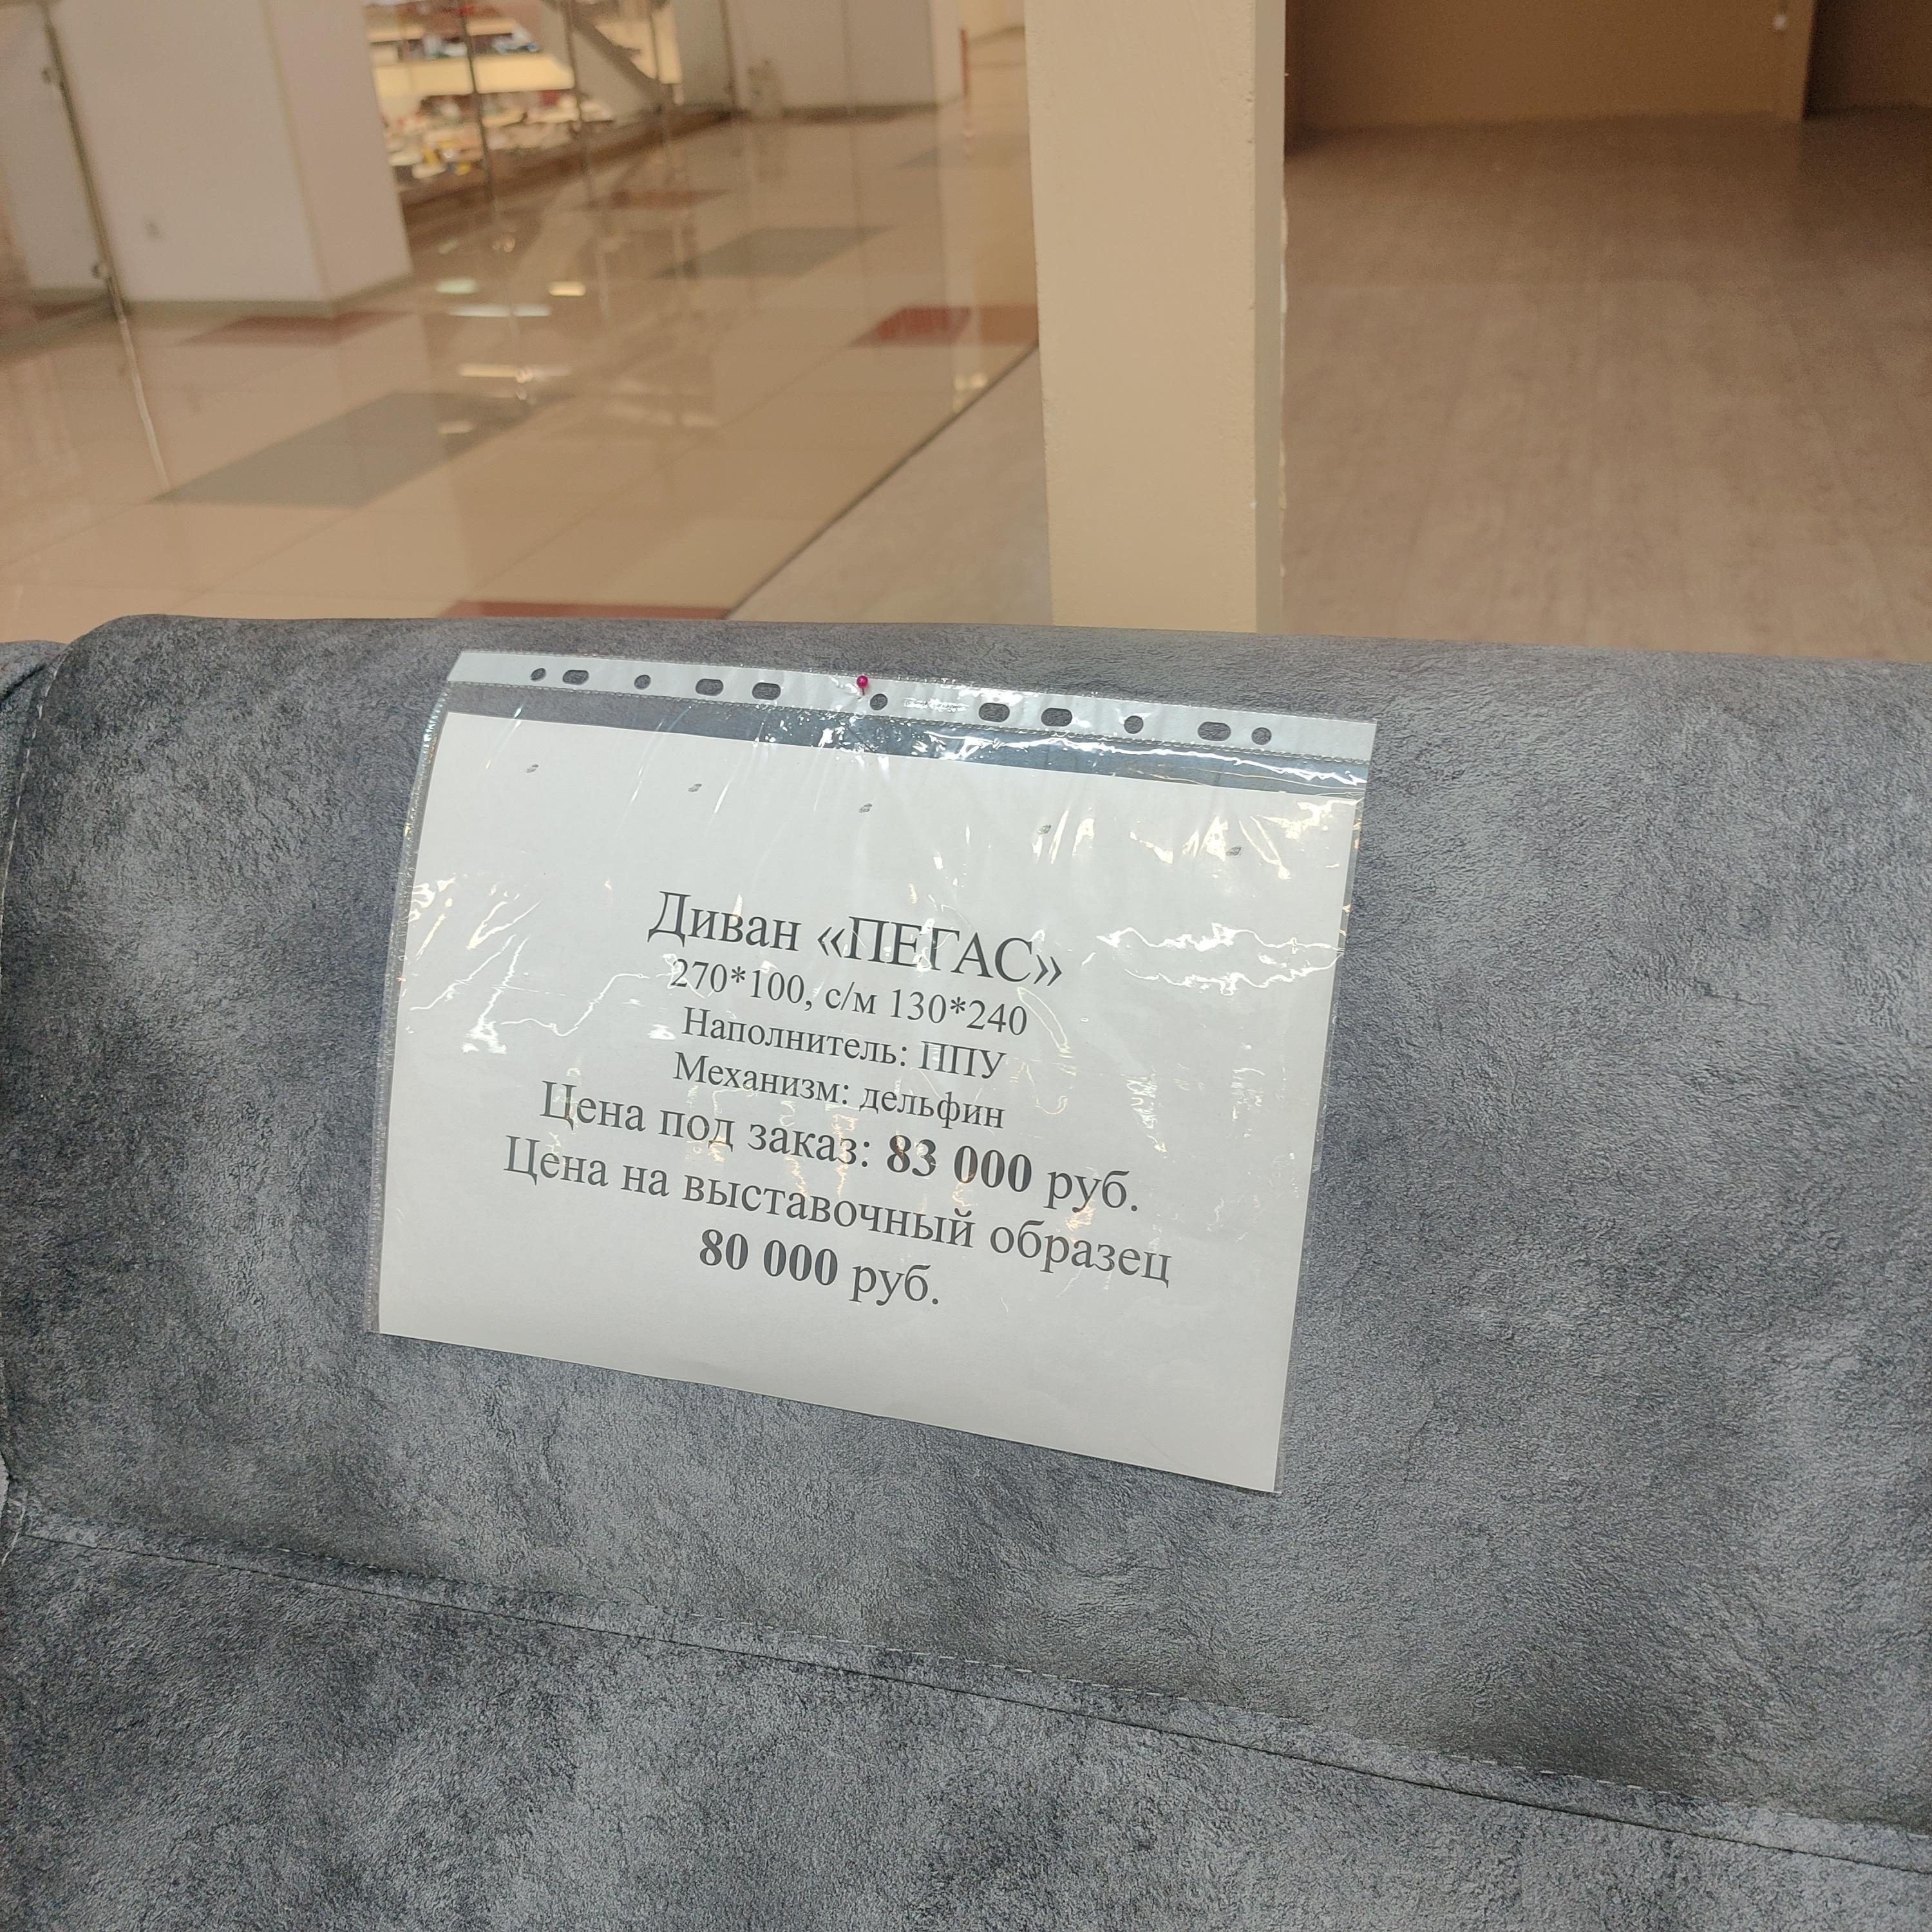 Диван «ПЕГАС»
270*100, с/м 130*240
Наполнитель: ППУ
Механизм: дельфин
Цена под заказ: 83 000 руб.
Цена на выставочный образец
80 000 руб.